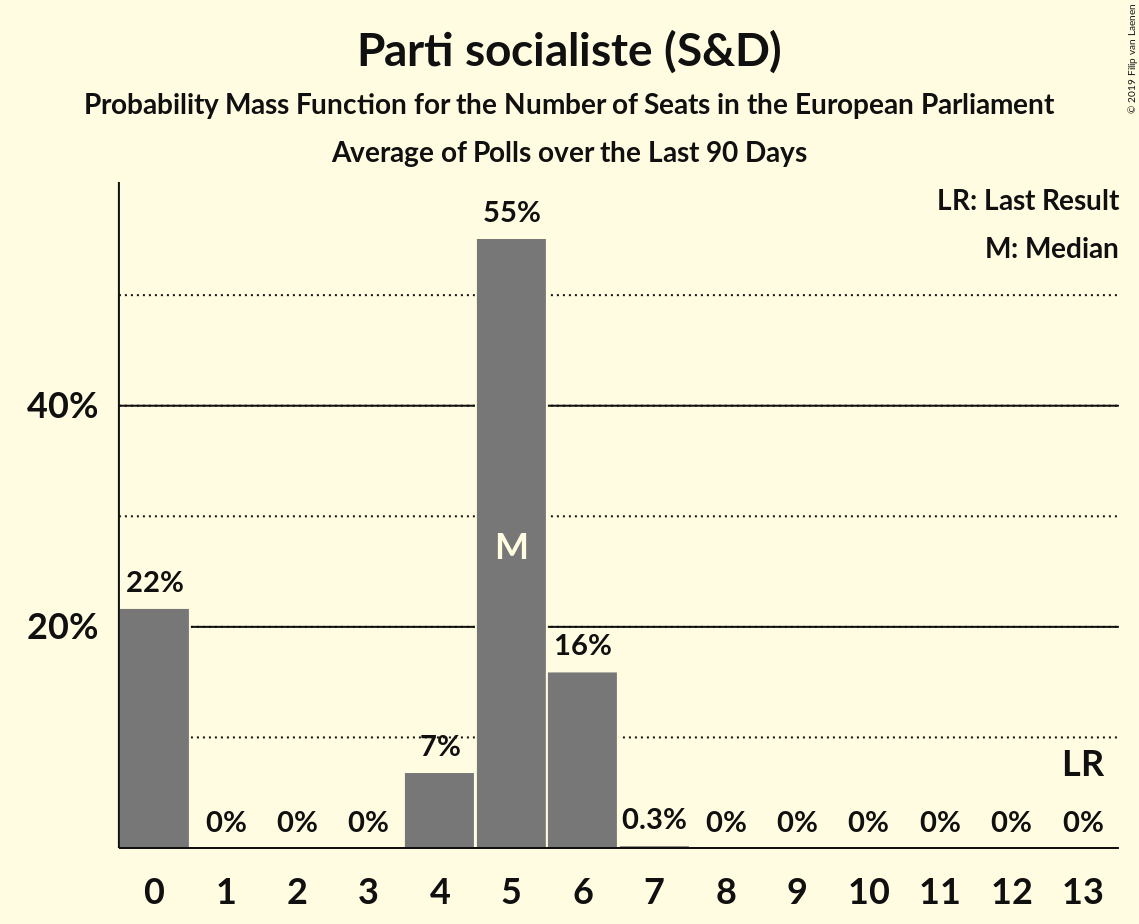 Parti socialiste (S&D)
Probability Mass Function for the Number of Seats in the European Parliament
Average of Polls over the Last 90 Days
© 2019 Filip van Laenen
LR: Last Result
M: Median
55%
40%
M
22%
20%
16%
7%
LR
0% 0% 0% 0.3% 0% 0% 0% 0% 0% 0%
0 1 2 3 4 5 6 7 8 9 10 11 12 13